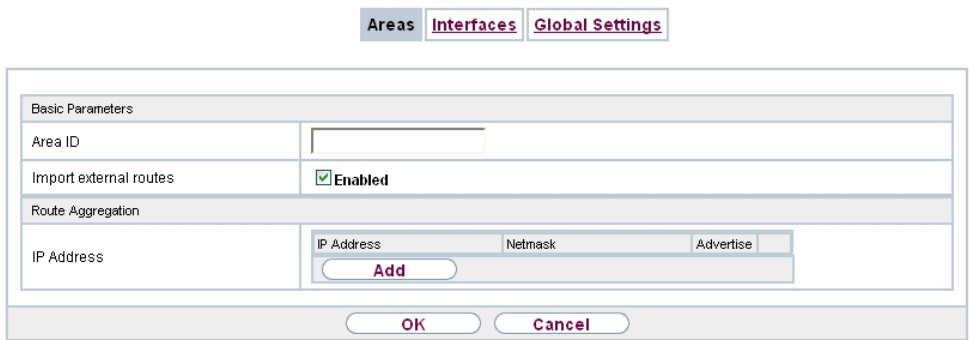 Areas Interfaces Global Settings
Basic Parameters
Area ID
Import external routes Enabled
Route Aggregation
IP Address IP Address Netmask Advertise
Add
OK Cancel